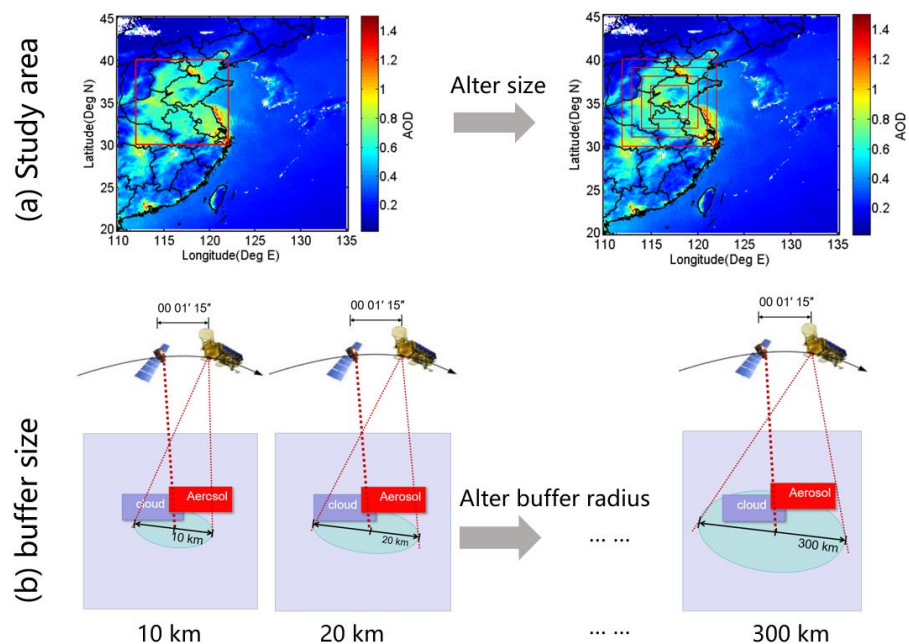 (a) Study area
45
40
35
30
25
20
Latitude(Deg N)
110 115 120 125 130 135
Longitude(Deg E)
1.4
1.2
1
0.8
0.6
0.4
0.2
AOD
Alter size
45
40
35
30
25
20
Latitude(Deg N)
110 115 120 125 130 135
Longitude(Deg E)
1.4
1.2
1
0.8
0.6
0.4
0.2
AOD
(b) buffer size
00 01′ 15″
cloud
Aerosol
10 km
10 km
00 01′ 15″
cloud
Aerosol
20 km
20 km
Alter buffer radius
... ...
... ...
00 01′ 15″
cloud
Aerosol
300 km
300 km